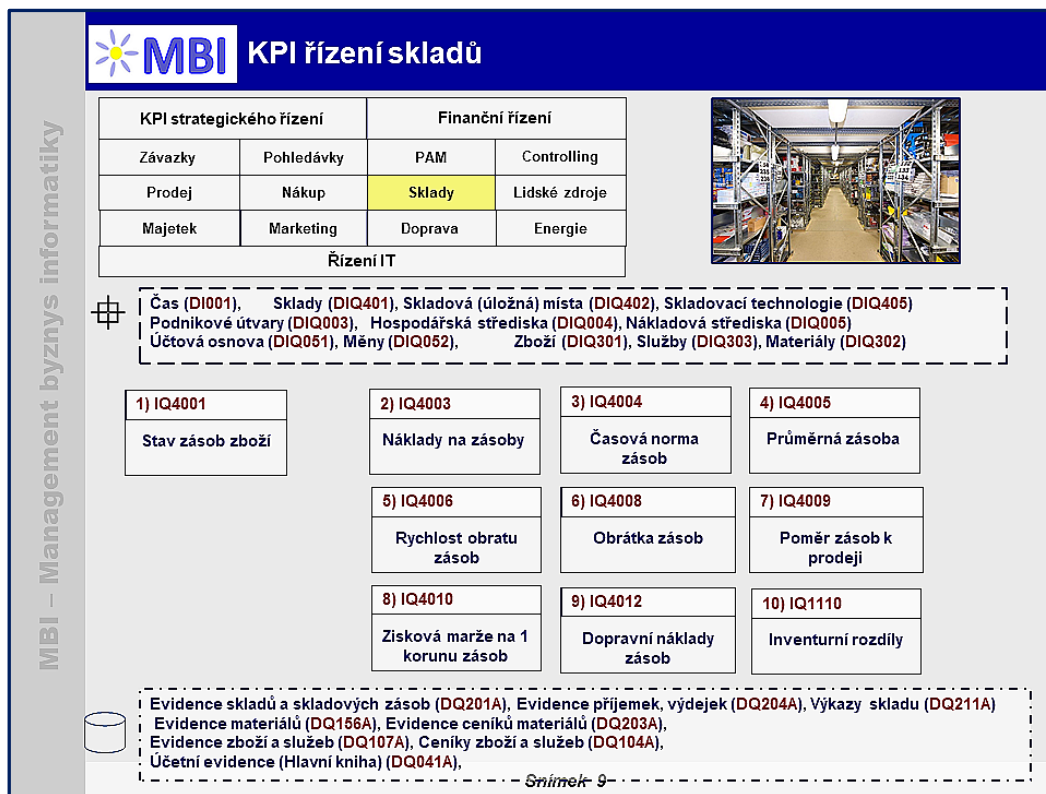 MBI – Management byznys informatiky
MBI
KPI řízení skladů
KPI strategického řízení
Finanční řízení
Závazky
Pohledávky
PAM
Controlling
Prodej
Nákup
Sklady
Lidské zdroje
Majetek
Marketing
Doprava
Energie
Řízení IT
Čas (DI001), Sklady (DIQ401), Skladová (úložná) místa (DIQ402), Skladovací technologie (DIQ405)
Podnikové útvary (DIQ003), Hospodářská střediska (DIQ004), Nákladová střediska (DIQ005)
Účtová osnova (DIQ051), Měny (DIQ052), Zboží (DIQ301), Služby (DIQ303), Materiály (DIQ302)
1) IQ4001
Stav zásob zboží
2) IQ4003
Náklady na zásoby
3) IQ4004
Časová norma
zásob
4) IQ4005
Průměrná zásoba
5) IQ4006
Rychlost obratu
zásob
6) IQ4008
Obrátka zásob
7) IQ4009
Poměr zásob k
prodeji
8) IQ4010
Zisková marže na 1
korunu zásob
9) IQ4012
Dopravní náklady
zásob
10) IQ1110
Inventurní rozdíly
Evidence skladů a skladových zásob (DQ201A), Evidence příjemek, výdejek (DQ204A), Výkazy skladu (DQ211A)
Evidence materiálů (DQ156A), Evidence ceníků materiálů (DQ203A),
Evidence zboží a služeb (DQ107A), Ceníky zboží a služeb (DQ104A),
Účetní evidence (Hlavní kniha) (DQ041A),
Snímek 9